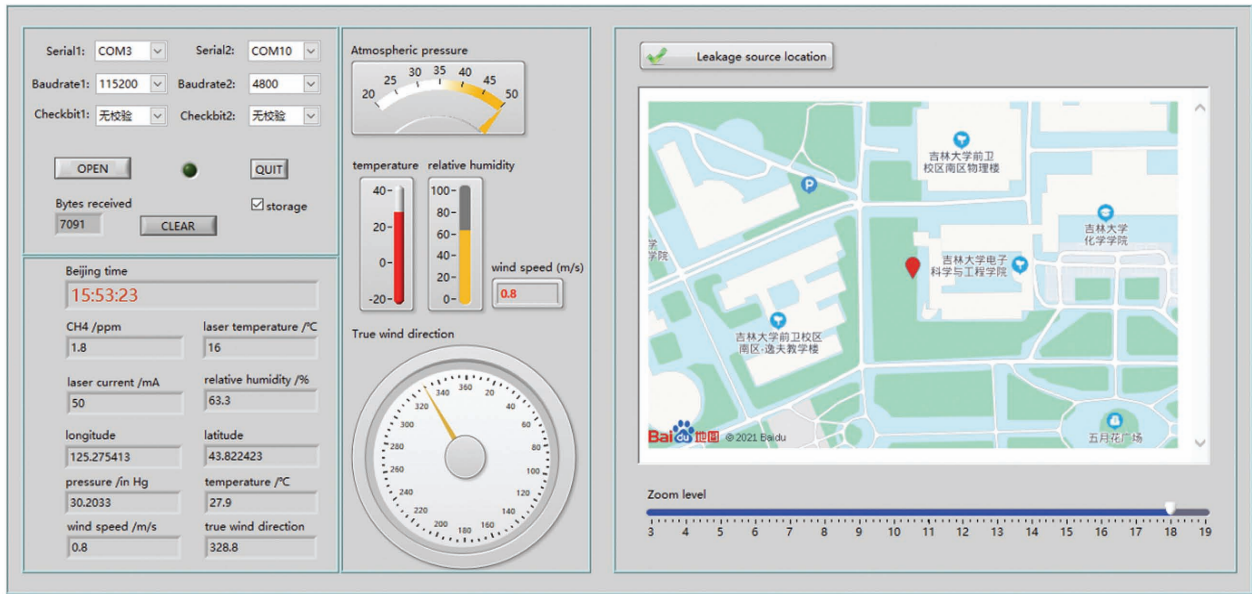 Serial1: COM3 Serial2: COM10
Baudrate1: 115200 Baudrate2: 4800
Checkbit1: 无校验 Checkbit2: 无校验
OPEN QUIT
Bytes received
7091 CLEAR storage
Beijing time
15:53:23
CH4 /ppm laser temperature /℃
1.8 16
laser current /mA relative humidity /%
50 63.3
longitude latitude
125.275413 43.822423
pressure /in Hg temperature /℃
30.2033 27.9
wind speed /m/s true wind direction
0.8 328.8
Atmospheric pressure
20 25 30 35 40 45 50
temperature relative humidity
40 20 0 -20
100 80 60 40 20 0
wind speed (m/s)
0.8
True wind direction
360 20 40 60 80 100 120 140 160 180 200 220 240 260 280 300 320 340
Leakage source location
吉林大学前卫
校区南区物理楼
P
吉林大学
化学学院
学
学院
吉林大学电子
科学与工程学院
吉林大学前卫校区
南区-逸夫教学楼
五月花广场
Bai du 地图 © 2021 Baidu
Zoom level
3 4 5 6 7 8 9 10 11 12 13 14 15 16 17 18 19